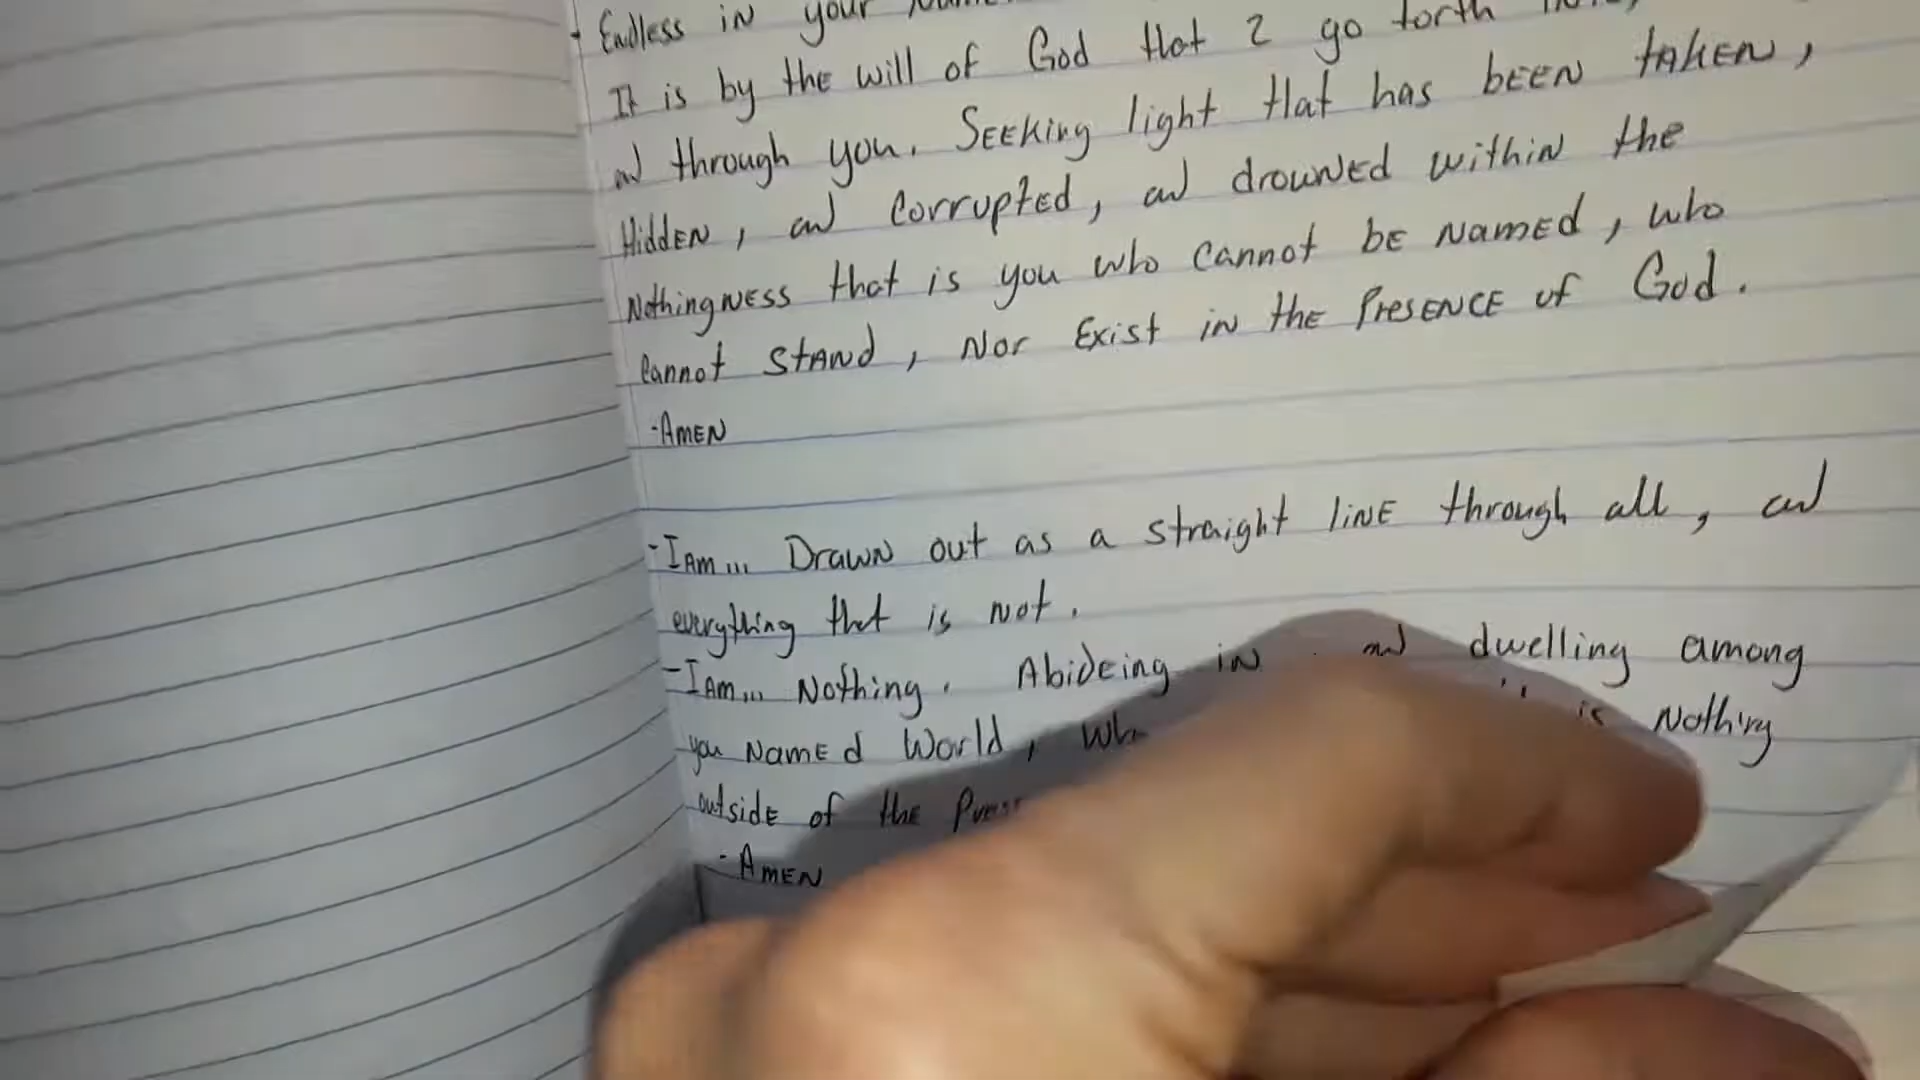 - Endless in your
It is by the will of God that I go forth
and through you. Seeking light that has been taken,
Hidden, and Corrupted, and drowned within the
Nothingness that is you who cannot be named, who
Cannot stand, Nor Exist in the Presence of God.
-Amen
-I Am... Drawn out as a straight line through all, and
everything that is not.
-I Am... Nothing. Abideing in and dwelling among
you Named World, is Nothing
outside of the
-Amen